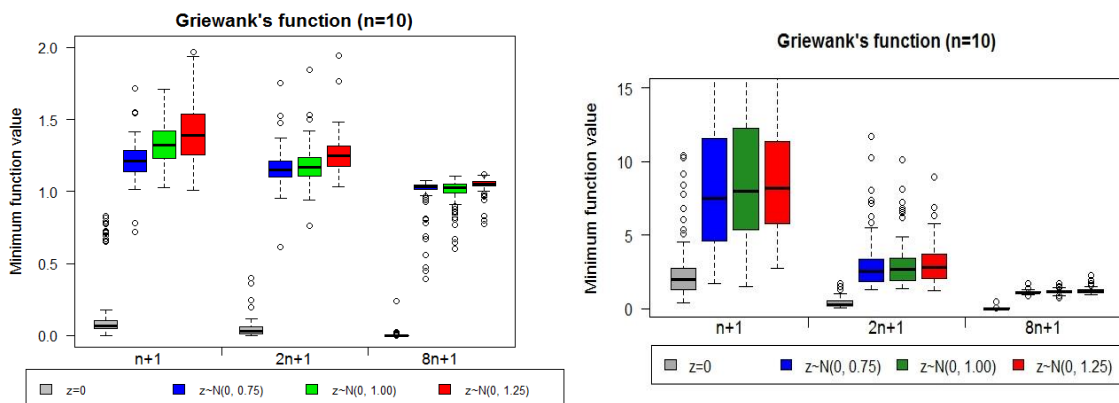 Griewank's function (n=10)
Minimum function value
2.0
1.5
1.0
0.5
0.0
n+1 2n+1 8n+1
z=0 z~N(0, 0.75) z~N(0, 1.00) z~N(0, 1.25)
Griewank's function (n=10)
Minimum function value
15
10
5
0
n+1 2n+1 8n+1
z=0 z~N(0, 0.75) z~N(0, 1.00) z~N(0, 1.25)